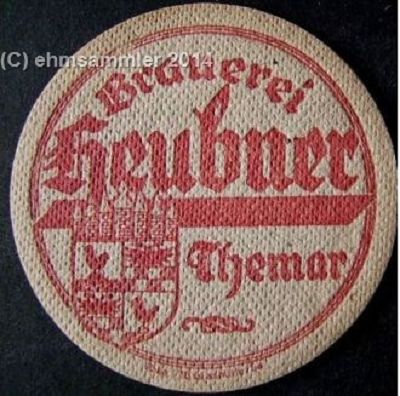 (C) ehmsammler 2014
Brauerei
Heubner
Themar